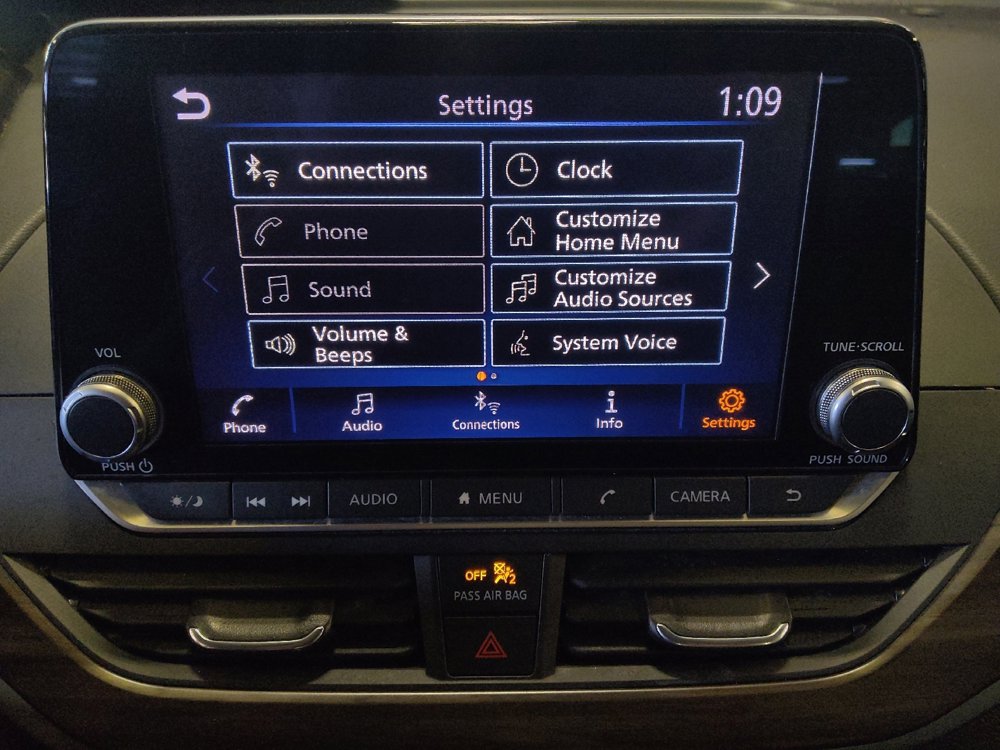 Settings
1:09
Connections
Clock
Phone
Customize
Home Menu
Sound
Customize
Audio Sources
Volume &
Beeps
System Voice
Phone
Audio
Connections
Info
Settings
VOL
PUSH
TUNE·SCROLL
PUSH SOUND
AUDIO
MENU
CAMERA
OFF
2
PASS AIR BAG